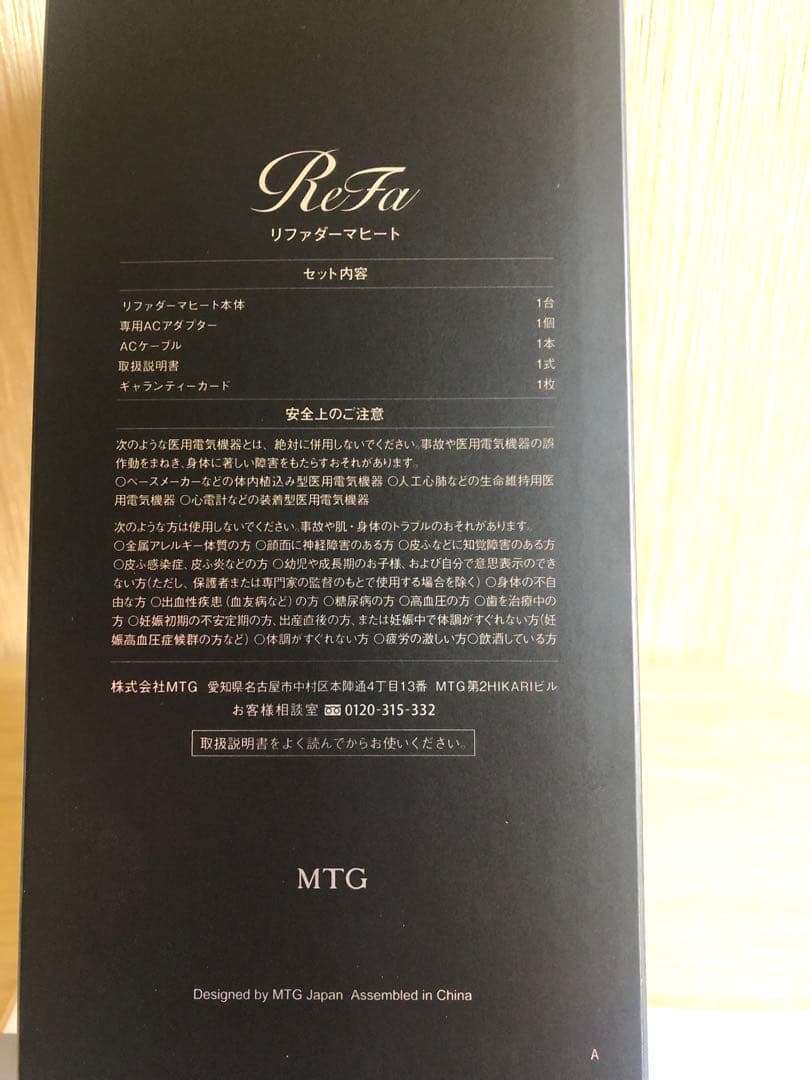 ReFa
リファダーマヒート
セット内容
リファダーマヒート本体 1台
専用ACアダプター 1個
ACケーブル 1本
取扱説明書 1式
ギャランティーカード 1枚
安全上のご注意
次のような医用電気機器とは、絶対に併用しないでください。事故や医用電気機器の誤
作動をまねき、身体に著しい障害をもたらすおそれがあります。
○ペースメーカーなどの体内植込み型医用電気機器 ○人工心肺などの生命維持用医
用電気機器 ○心電計などの装着型医用電気機器
次のような方は使用しないでください。事故や肌・身体のトラブルのおそれがあります。
○金属アレルギー体質の方 ○顔面に神経障害のある方 ○皮ふなどに知覚障害のある方
○皮ふ感染症、皮ふ炎などの方 ○幼児や成長期のお子様、および自分で意思表示のでき
ない方(ただし、保護者または専門家の監督のもとで使用する場合を除く) ○身体の不自
由な方 ○出血性疾患(血友病など)の方 ○糖尿病の方 ○高血圧の方 ○歯を治療中の
方 ○妊娠初期の不安定期の方、出産直後の方、または妊娠中で体調がすぐれない方(妊
娠高血圧症候群の方など) ○体調がすぐれない方 ○疲労の激しい方○飲酒している方
株式会社MTG 愛知県名古屋市中村区本陣通4丁目13番 MTG第2HIKARIビル
お客様相談室 0120-315-332
取扱説明書をよく読んでからお使いください。
MTG
Designed by MTG Japan Assembled in China
A